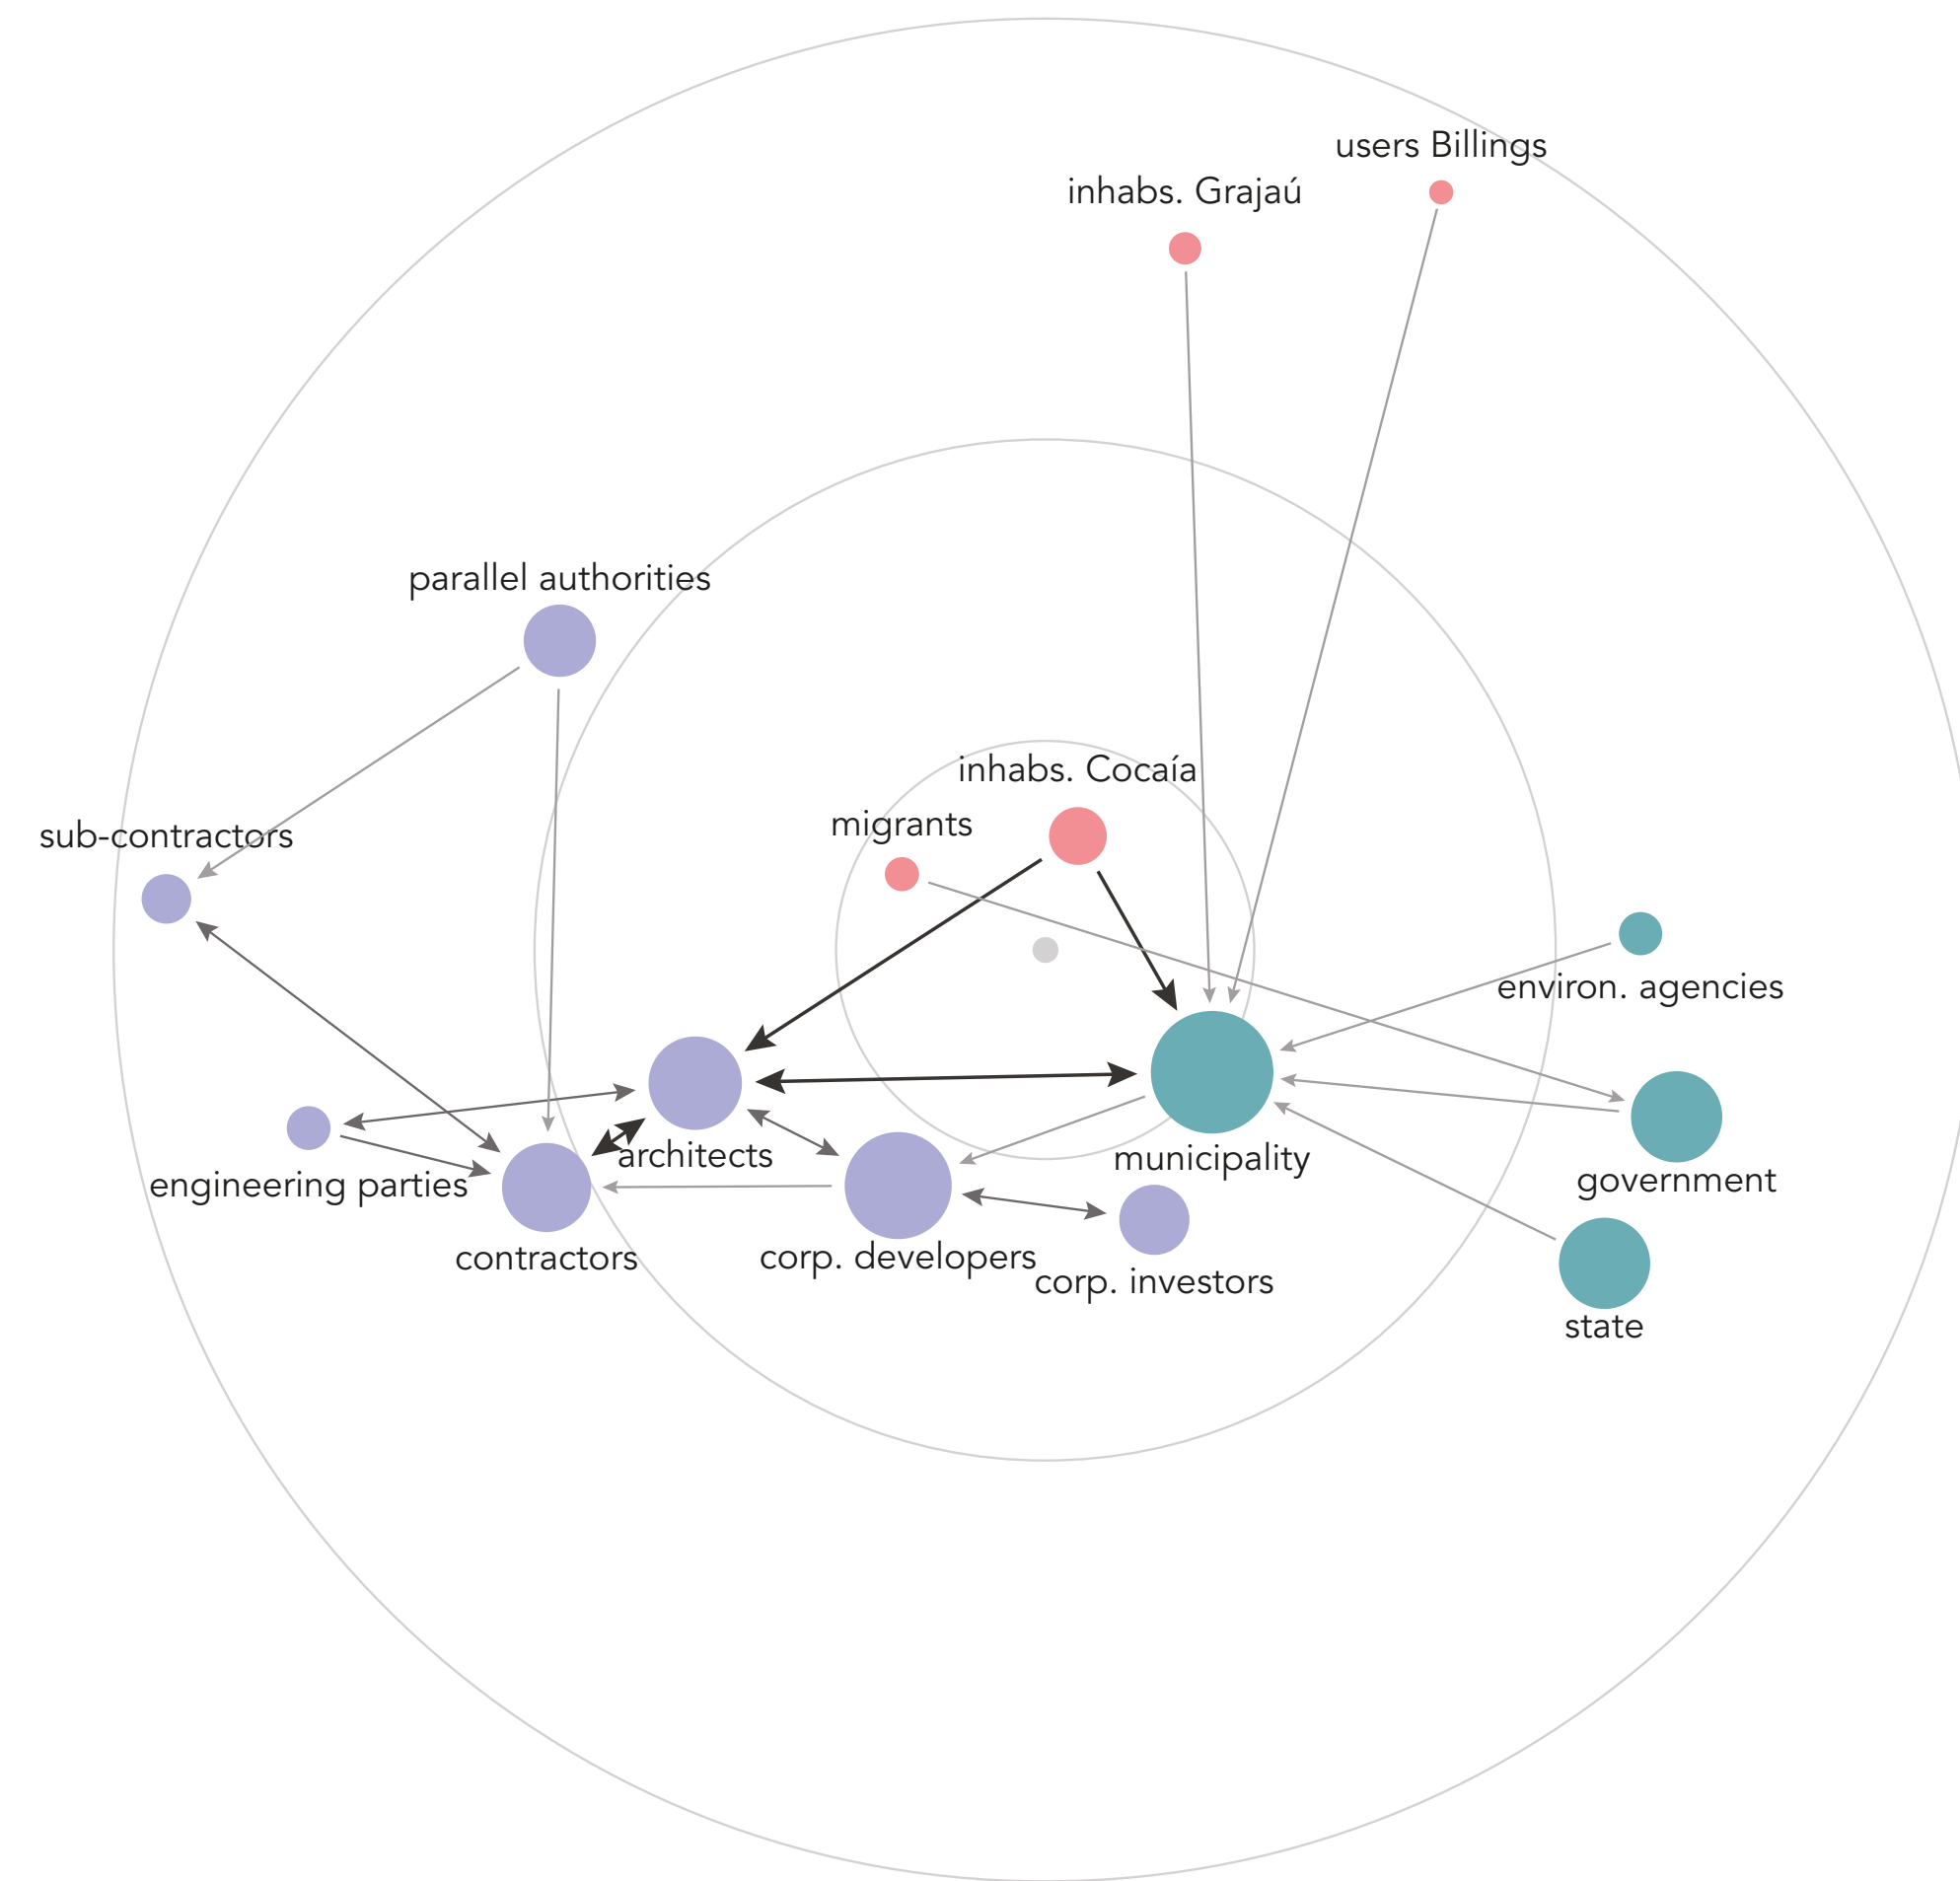 users Billings
inhabs. Grajaú
parallel authorities
inhabs. Cocaía
migrants
sub-contractors
environ. agencies
architects
municipality
government
engineering parties
contractors
corp. developers
corp. investors
state